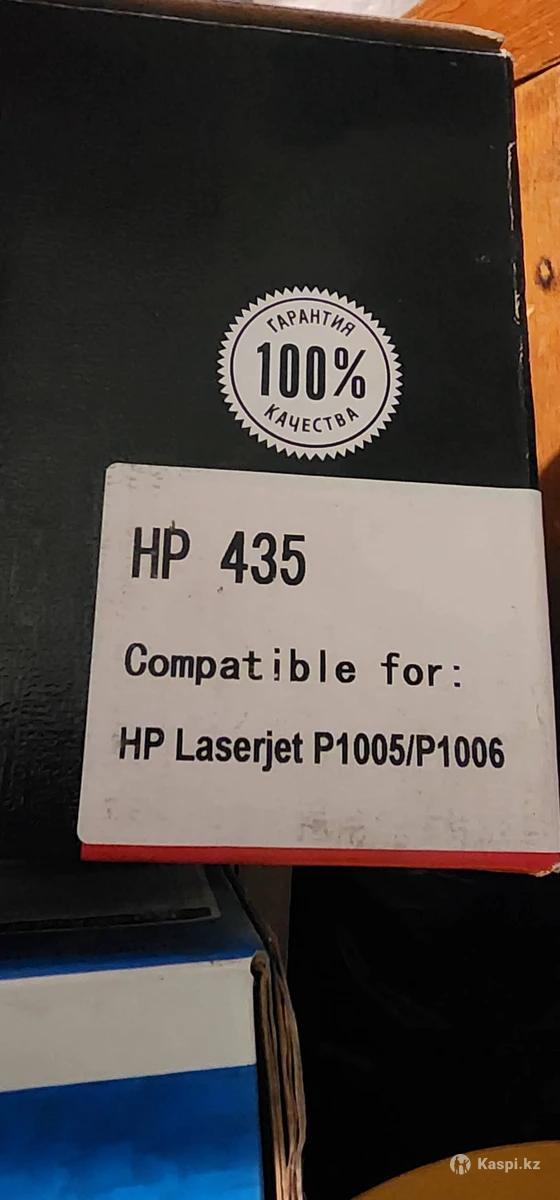 ГАРАНТИЯ
100%
КАЧЕСТВА
HP 435
Compatible for:
HP Laserjet P1005/P1006
Kaspi.kz